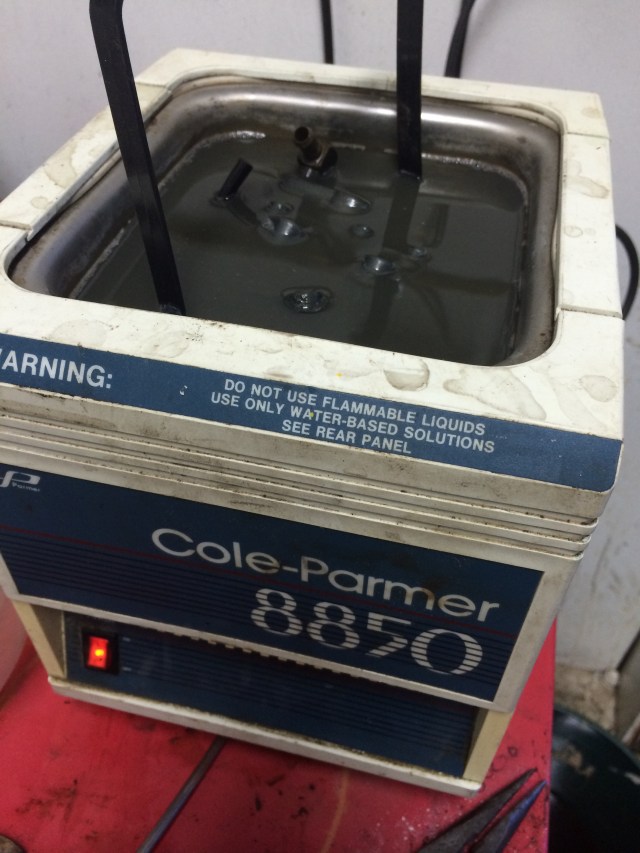 ARNING:
DO NOT USE FLAMMABLE LIQUIDS
USE ONLY WATER-BASED SOLUTIONS
SEE REAR PANEL
Cole-Parmer
8850